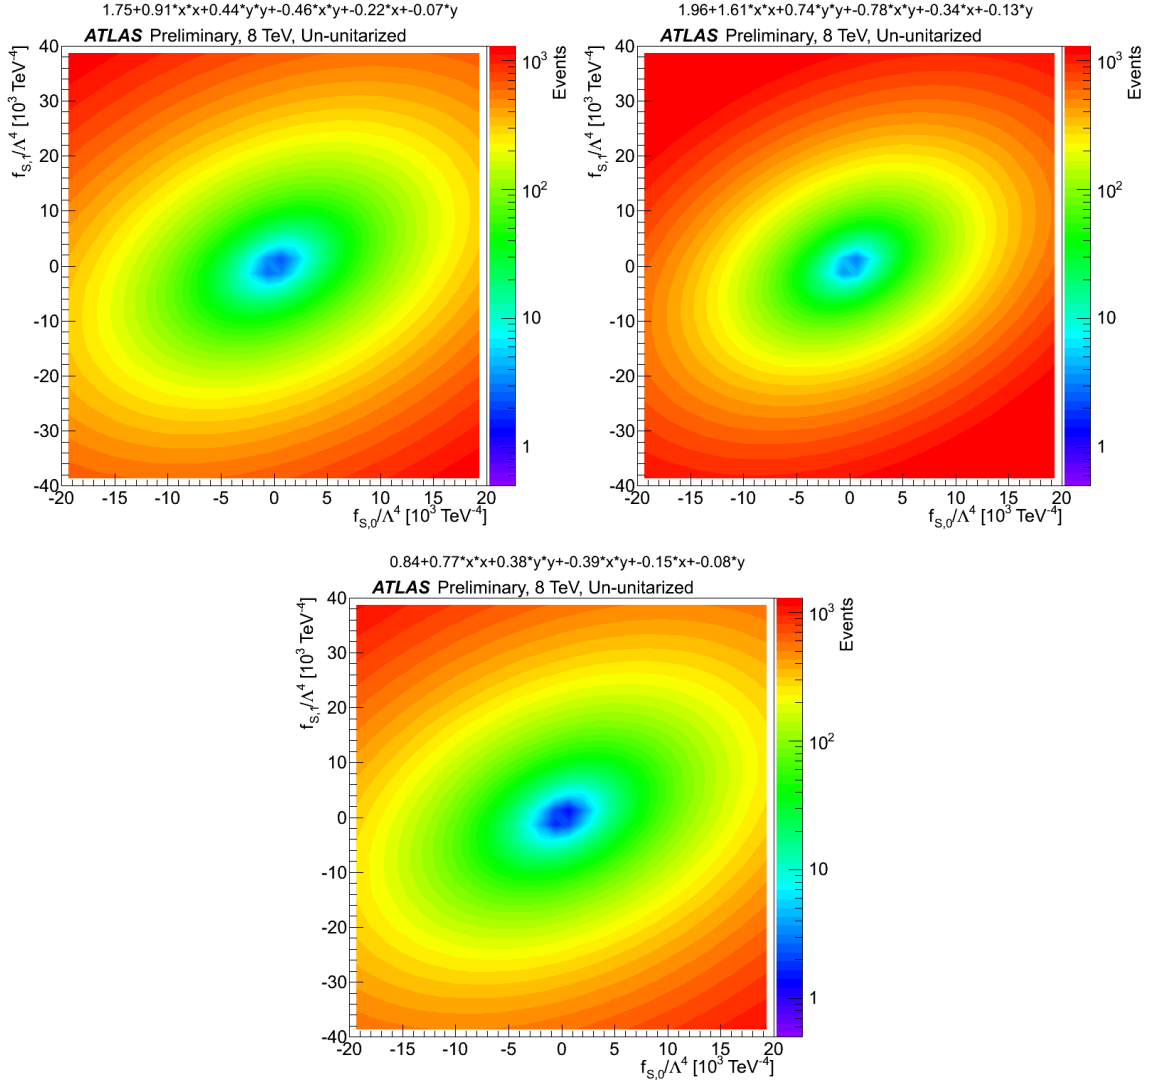 1.75+0.91*x*x+0.44*y*y+-0.46*x*y+-0.22*x+-0.07*y
ATLAS Preliminary, 8 TeV, Un-unitarized
f_S,1/Λ^4 [10^3 TeV^-4]
40
30
20
10
0
-10
-20
-30
-40
-20 -15 -10 -5 0 5 10 15 20
f_S,0/Λ^4 [10^3 TeV^-4]
Events
10^3
10^2
10
1
1.96+1.61*x*x+0.74*y*y+-0.78*x*y+-0.34*x+-0.13*y
ATLAS Preliminary, 8 TeV, Un-unitarized
f_S,1/Λ^4 [10^3 TeV^-4]
40
30
20
10
0
-10
-20
-30
-40
-20 -15 -10 -5 0 5 10 15 20
f_S,0/Λ^4 [10^3 TeV^-4]
Events
10^3
10^2
10
1
0.84+0.77*x*x+0.38*y*y+-0.39*x*y+-0.15*x+-0.08*y
ATLAS Preliminary, 8 TeV, Un-unitarized
f_S,1/Λ^4 [10^3 TeV^-4]
40
30
20
10
0
-10
-20
-30
-40
-20 -15 -10 -5 0 5 10 15 20
f_S,0/Λ^4 [10^3 TeV^-4]
Events
10^3
10^2
10
1